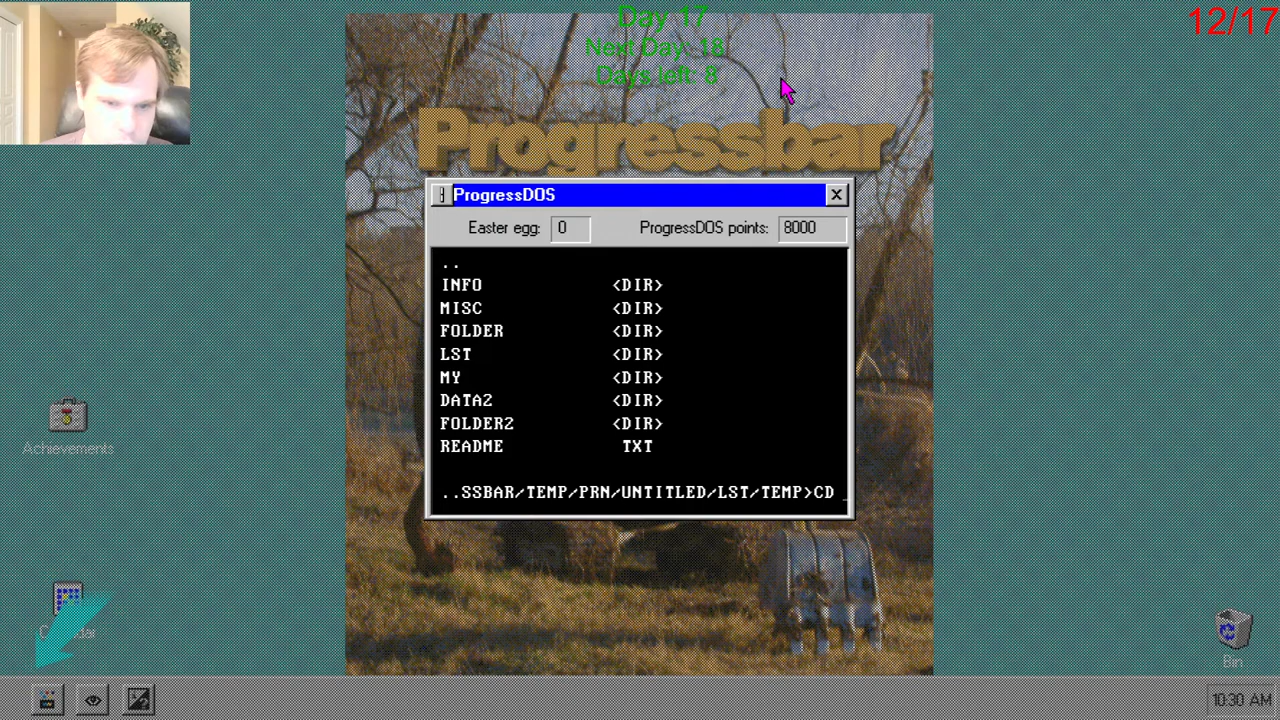 Day 17
Next Day: 18
Days left: 8
12/17
Progressbar
ProgressDOS
X
Easter egg: 0
ProgressDOS points: 8000
..
INFO <DIR>
MISC <DIR>
FOLDER <DIR>
LST <DIR>
MY <DIR>
DATA2 <DIR>
FOLDER2 <DIR>
README TXT
..SSBAR/TEMP/PRN/UNTITLED/LST/TEMP>CD _
Achievements
Bin
10:30 AM